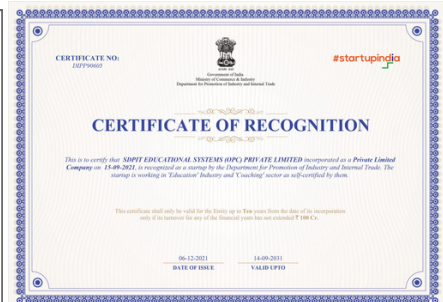 CERTIFICATE NO:
DIPP90605
#startupindia
Government of India
Ministry of Commerce & Industry
Department for Promotion of Industry and Internal Trade
CERTIFICATE OF RECOGNITION
This is to certify that SDPIT EDUCATIONAL SYSTEMS (OPC) PRIVATE LIMITED incorporated as a Private Limited
Company on 15-09-2021, is recognized as a startup by the Department for Promotion of Industry and Internal Trade. The
startup is working in 'Education' Industry and 'Coaching' sector as self-certified by them.
This certificate shall only be valid for the Entity up to Ten years from the date of its incorporation
only if its turnover for any of the financial years has not exceeded ₹ 100 Cr.
06-12-2021
14-09-2031
DATE OF ISSUE
VALID UPTO